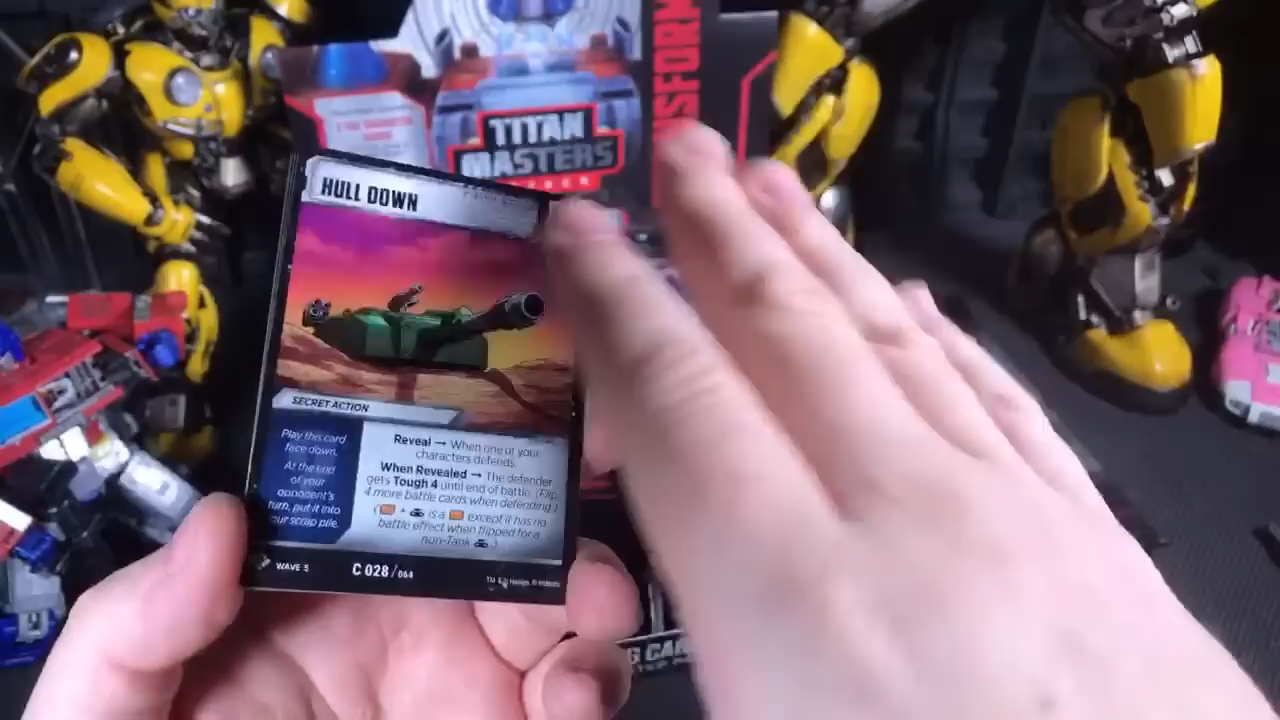 TITAN
MASTERS
HULL DOWN
SECRET ACTION
Play this card
face down.
At the end
of your
opponent's
turn, put it into
your scrap pile.
Reveal → When one of your
characters defends.
When Revealed → The defender
gets Tough 4 until end of battle. (Flip
4 more battle cards when defending.)
( + is a except it has no
battle effect when flipped for a
non-Tank .)
WAVE 5
C 028/064